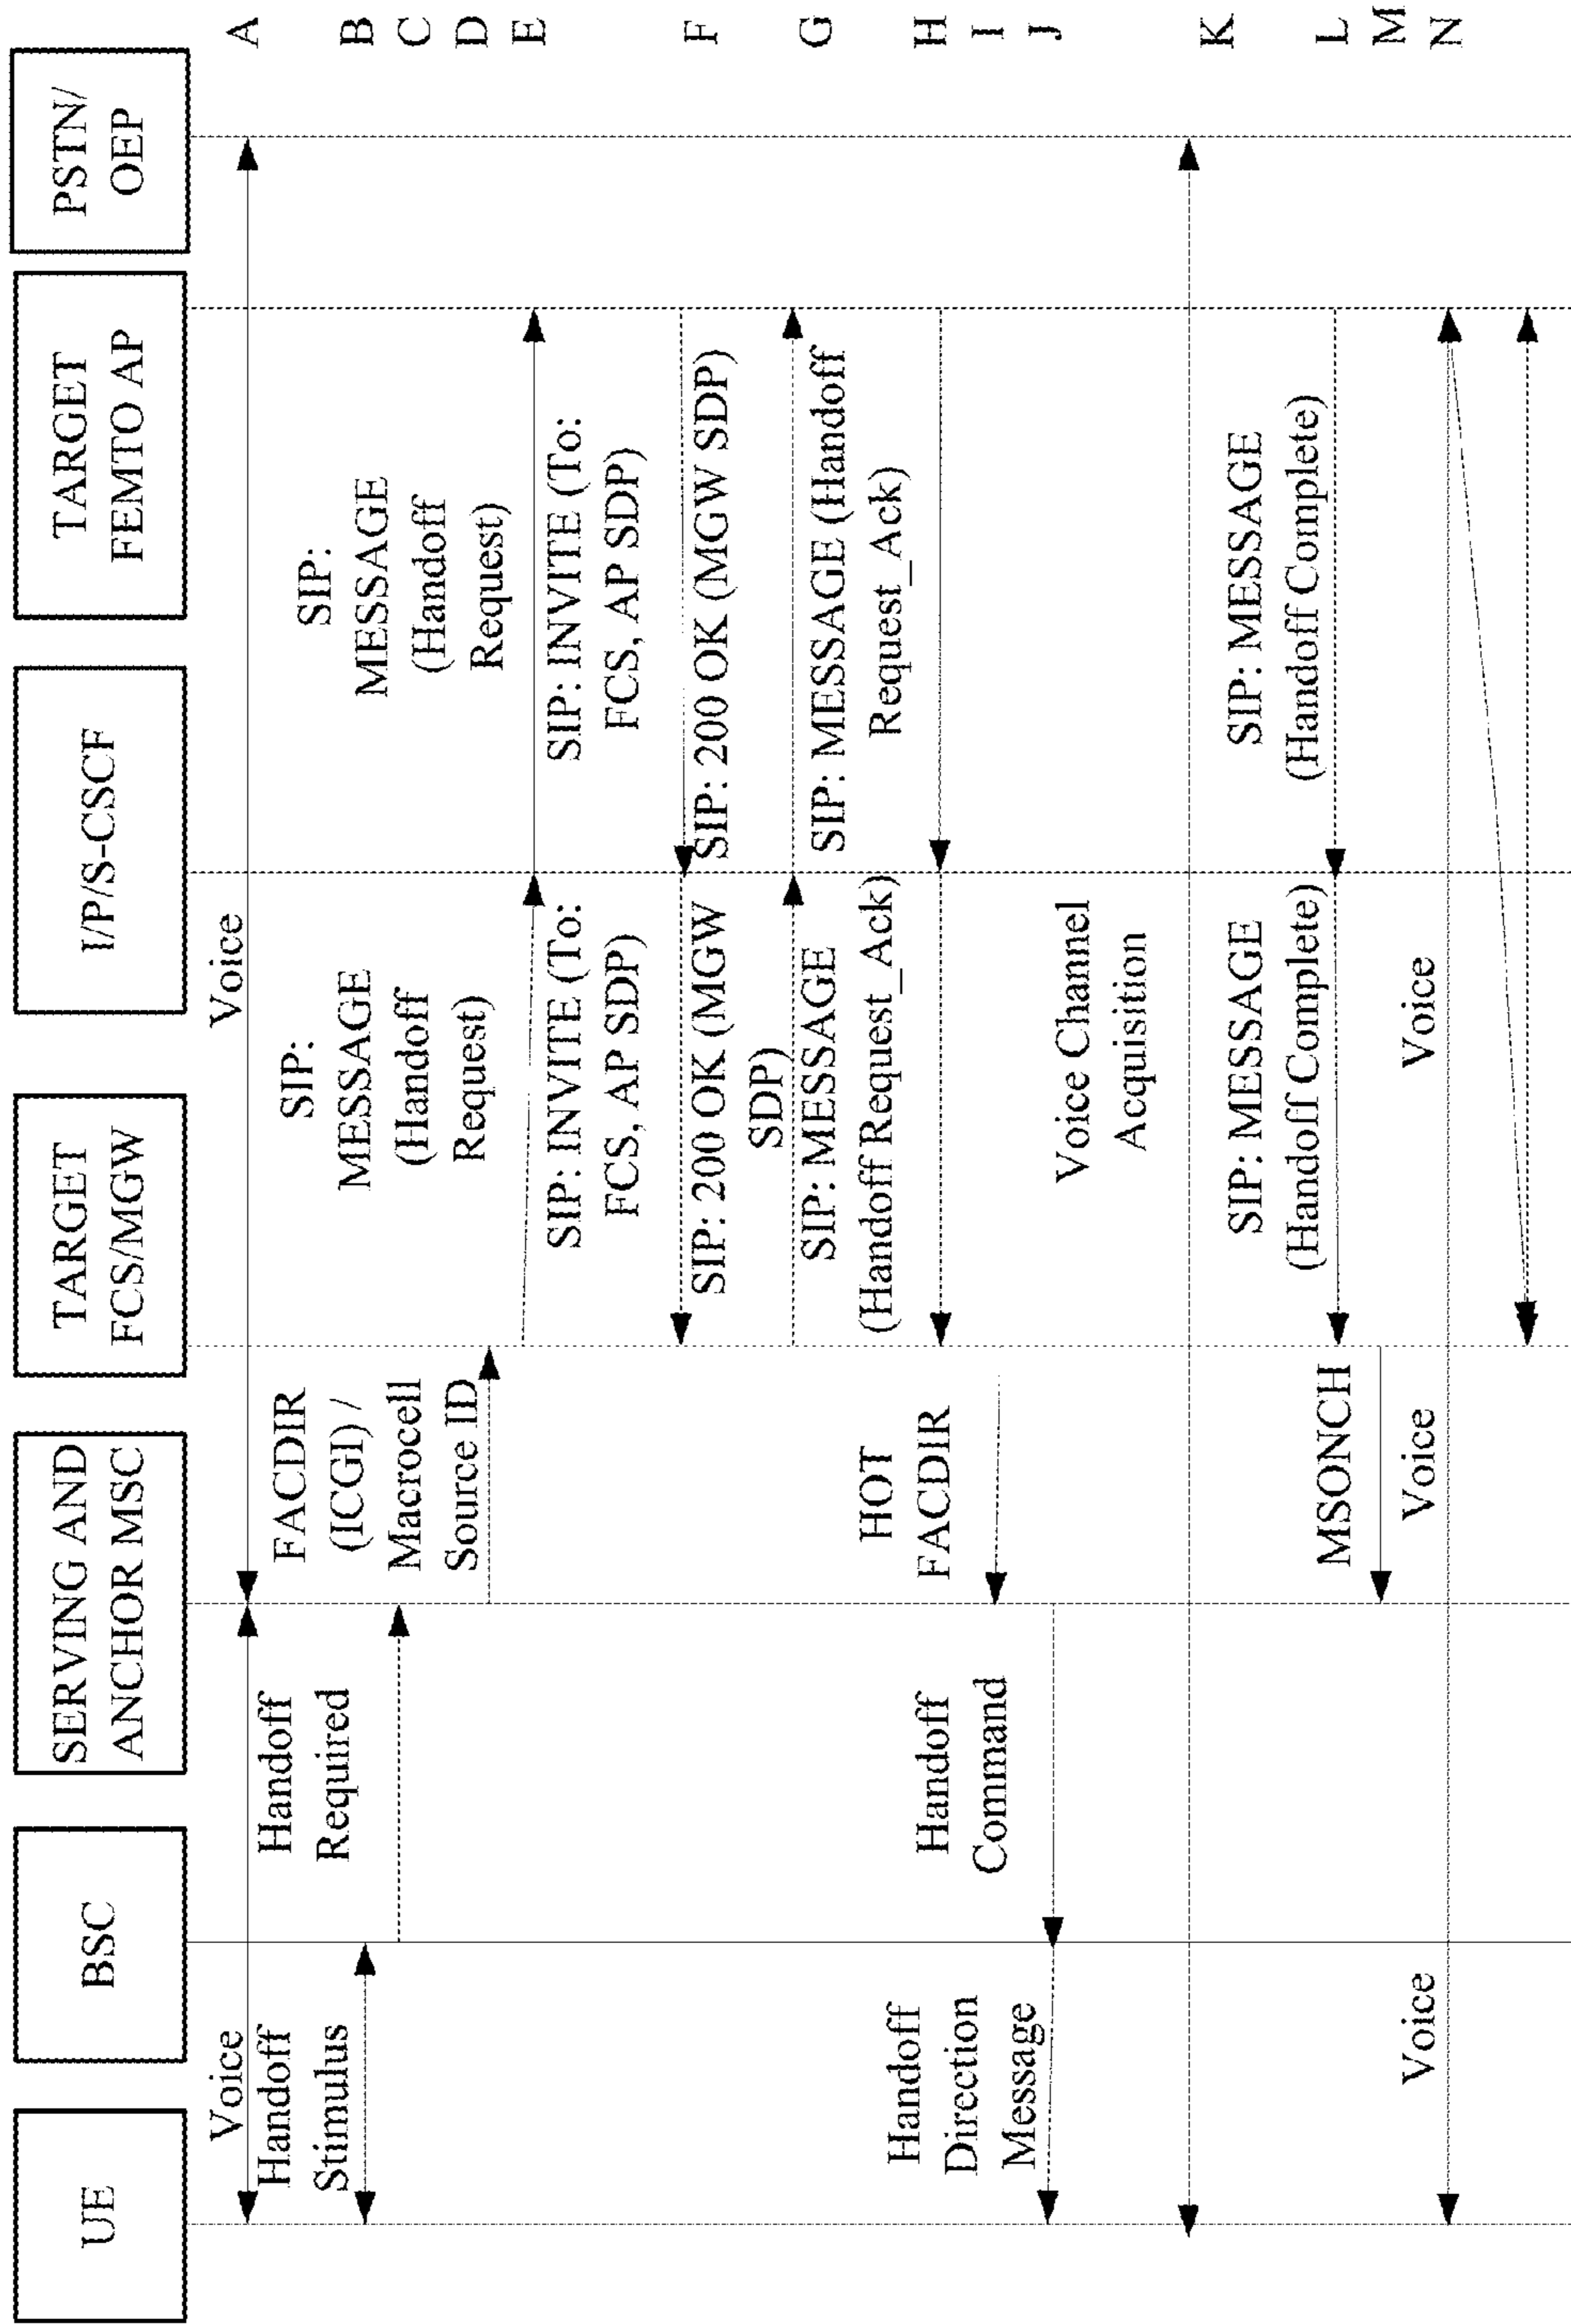 UE
BSC
SERVING AND
ANCHOR MSC
TARGET
FCS/MGW
I/P/S-CSCF
TARGET
FEMTO AP
PSTN/
OEP
Voice
Voice
A
Handoff
Stimulus
B
Handoff
Required
C
FACDIR
(ICGI) /
Macrocell
Source ID
D
SIP:
MESSAGE
(Handoff
Request)
SIP:
MESSAGE
(Handoff
Request)
E
SIP: INVITE (To:
FCS, AP SDP)
SIP: INVITE (To:
FCS, AP SDP)
F
SIP: 200 OK (MGW
SDP)
SIP: 200 OK (MGW SDP)
G
SIP: MESSAGE
(Handoff Request_Ack)
SIP: MESSAGE (Handoff
Request_Ack)
H
HOT
FACDIR
I
Handoff
Direction
Message
Handoff
Command
J
Voice Channel
Acquisition
K
SIP: MESSAGE
(Handoff Complete)
SIP: MESSAGE
(Handoff Complete)
L
MSONCH
M
Voice
Voice
Voice
N